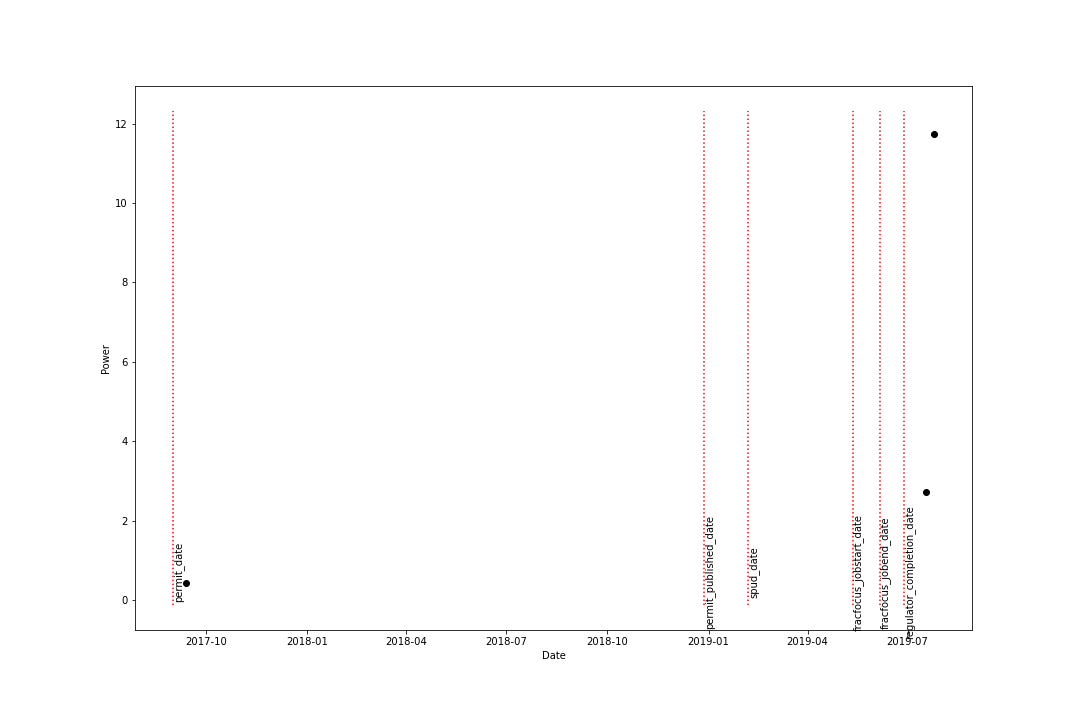 12
10
8
6
4
2
0
Power
permit_date
permit_published_date
spud_date
fracfocus_jobstart_date
fracfocus_jobend_date
regulator_completion_date
2017-10
2018-01
2018-04
2018-07
2018-10
2019-01
2019-04
2019-07
Date